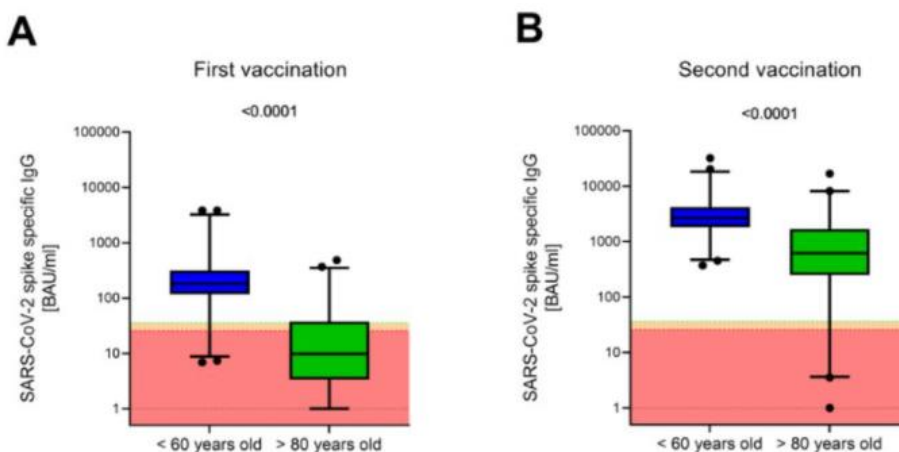 A
First vaccination
<0.0001
SARS-CoV-2 spike specific IgG
[BAU/ml]
100000
10000
1000
100
10
1
< 60 years old
> 80 years old
B
Second vaccination
<0.0001
SARS-CoV-2 spike specific IgG
[BAU/ml]
100000
10000
1000
100
10
1
< 60 years old
> 80 years old